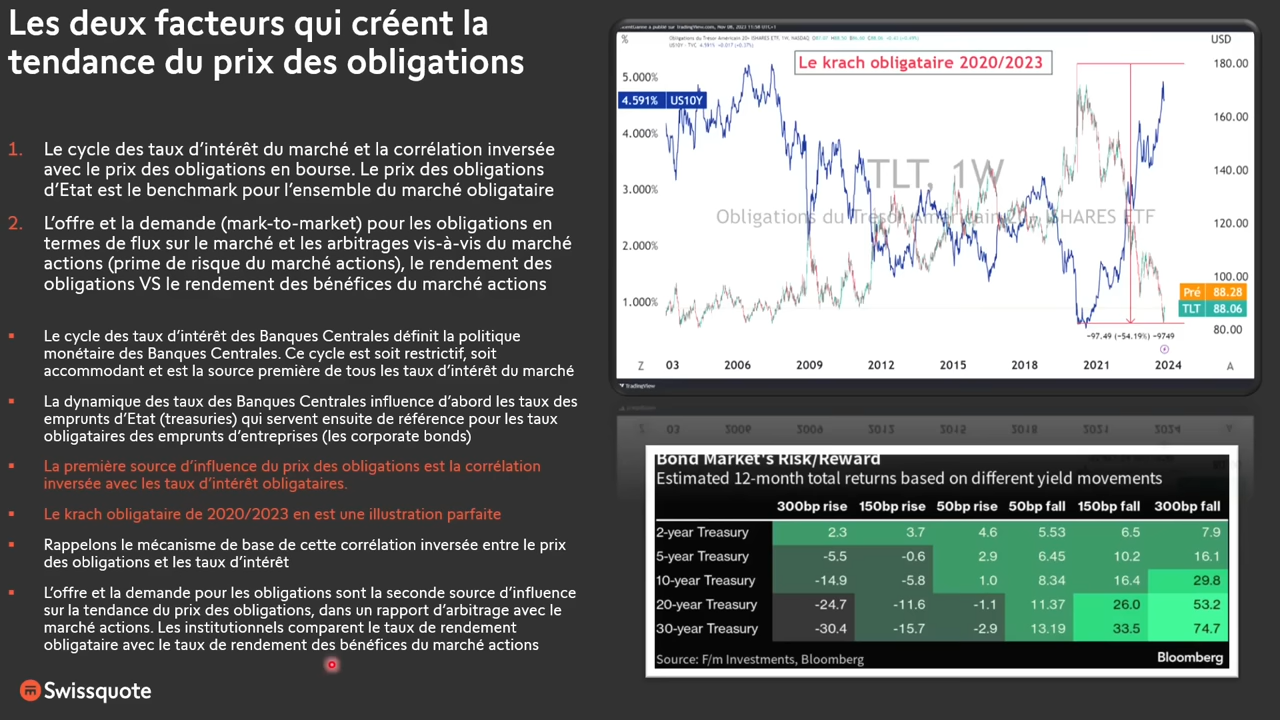 Les deux facteurs qui créent la
tendance du prix des obligations
1. Le cycle des taux d'intérêt du marché et la corrélation inversée
avec le prix des obligations en bourse. Le prix des obligations
d'Etat est le benchmark pour l'ensemble du marché obligataire
2. L'offre et la demande (mark-to-market) pour les obligations en
termes de flux sur le marché et les arbitrages vis-à-vis du marché
actions (prime de risque du marché actions), le rendement des
obligations VS le rendement des bénéfices du marché actions
Le cycle des taux d'intérêt des Banques Centrales définit la politique
monétaire des Banques Centrales. Ce cycle est soit restrictif, soit
accommodant et est la source première de tous les taux d'intérêt du marché
La dynamique des taux des Banques Centrales influence d'abord les taux des
emprunts d'Etat (treasuries) qui servent ensuite de référence pour les taux
obligataires des emprunts d'entreprises (les corporate bonds)
La première source d'influence du prix des obligations est la corrélation
inversée avec les taux d'intérêt obligataires.
Le krach obligataire de 2020/2023 en est une illustration parfaite
Rappelons le mécanisme de base de cette corrélation inversée entre le prix
des obligations et les taux d'intérêt
L'offre et la demande pour les obligations sont la seconde source d'influence
sur la tendance du prix des obligations, dans un rapport d'arbitrage avec le
marché actions. Les institutionnels comparent le taux de rendement
obligataire avec le taux de rendement des bénéfices du marché actions
Swissquote
% USD
Le krach obligataire 2020/2023
5.000% 180.00
4.591% US10Y
4.000% 160.00
TLT, 1W
3.000% 140.00
Obligations du Trésor Américain 20+ ISHARES ETF
2.000% 120.00
100.00
1.000% Pré 88.28
TLT 88.06
80.00
−97.49 (−54.19%) −9749
Z 03 2006 2009 2012 2015 2018 2021 2024 A
TradingView
Bond Market's Risk/Reward
Estimated 12-month total returns based on different yield movements
300bp rise 150bp rise 50bp rise 50bp fall 150bp fall 300bp fall
2-year Treasury 2.3 3.7 4.6 5.53 6.5 7.9
5-year Treasury -5.5 -0.6 2.9 6.45 10.2 16.1
10-year Treasury -14.9 -5.8 1.0 8.34 16.4 29.8
20-year Treasury -24.7 -11.6 -1.1 11.37 26.0 53.2
30-year Treasury -30.4 -15.7 -2.9 13.19 33.5 74.7
Source: F/m Investments, Bloomberg Bloomberg